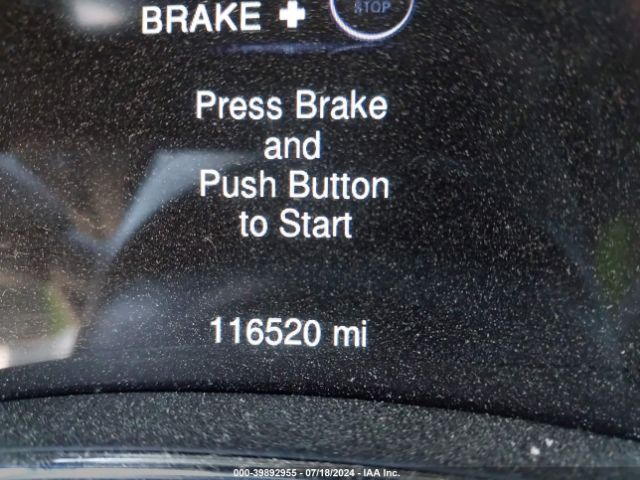 BRAKE +
STOP
Press Brake
and
Push Button
to Start
116520 mi
000-39892955 - 07/18/2024 - IAA Inc.